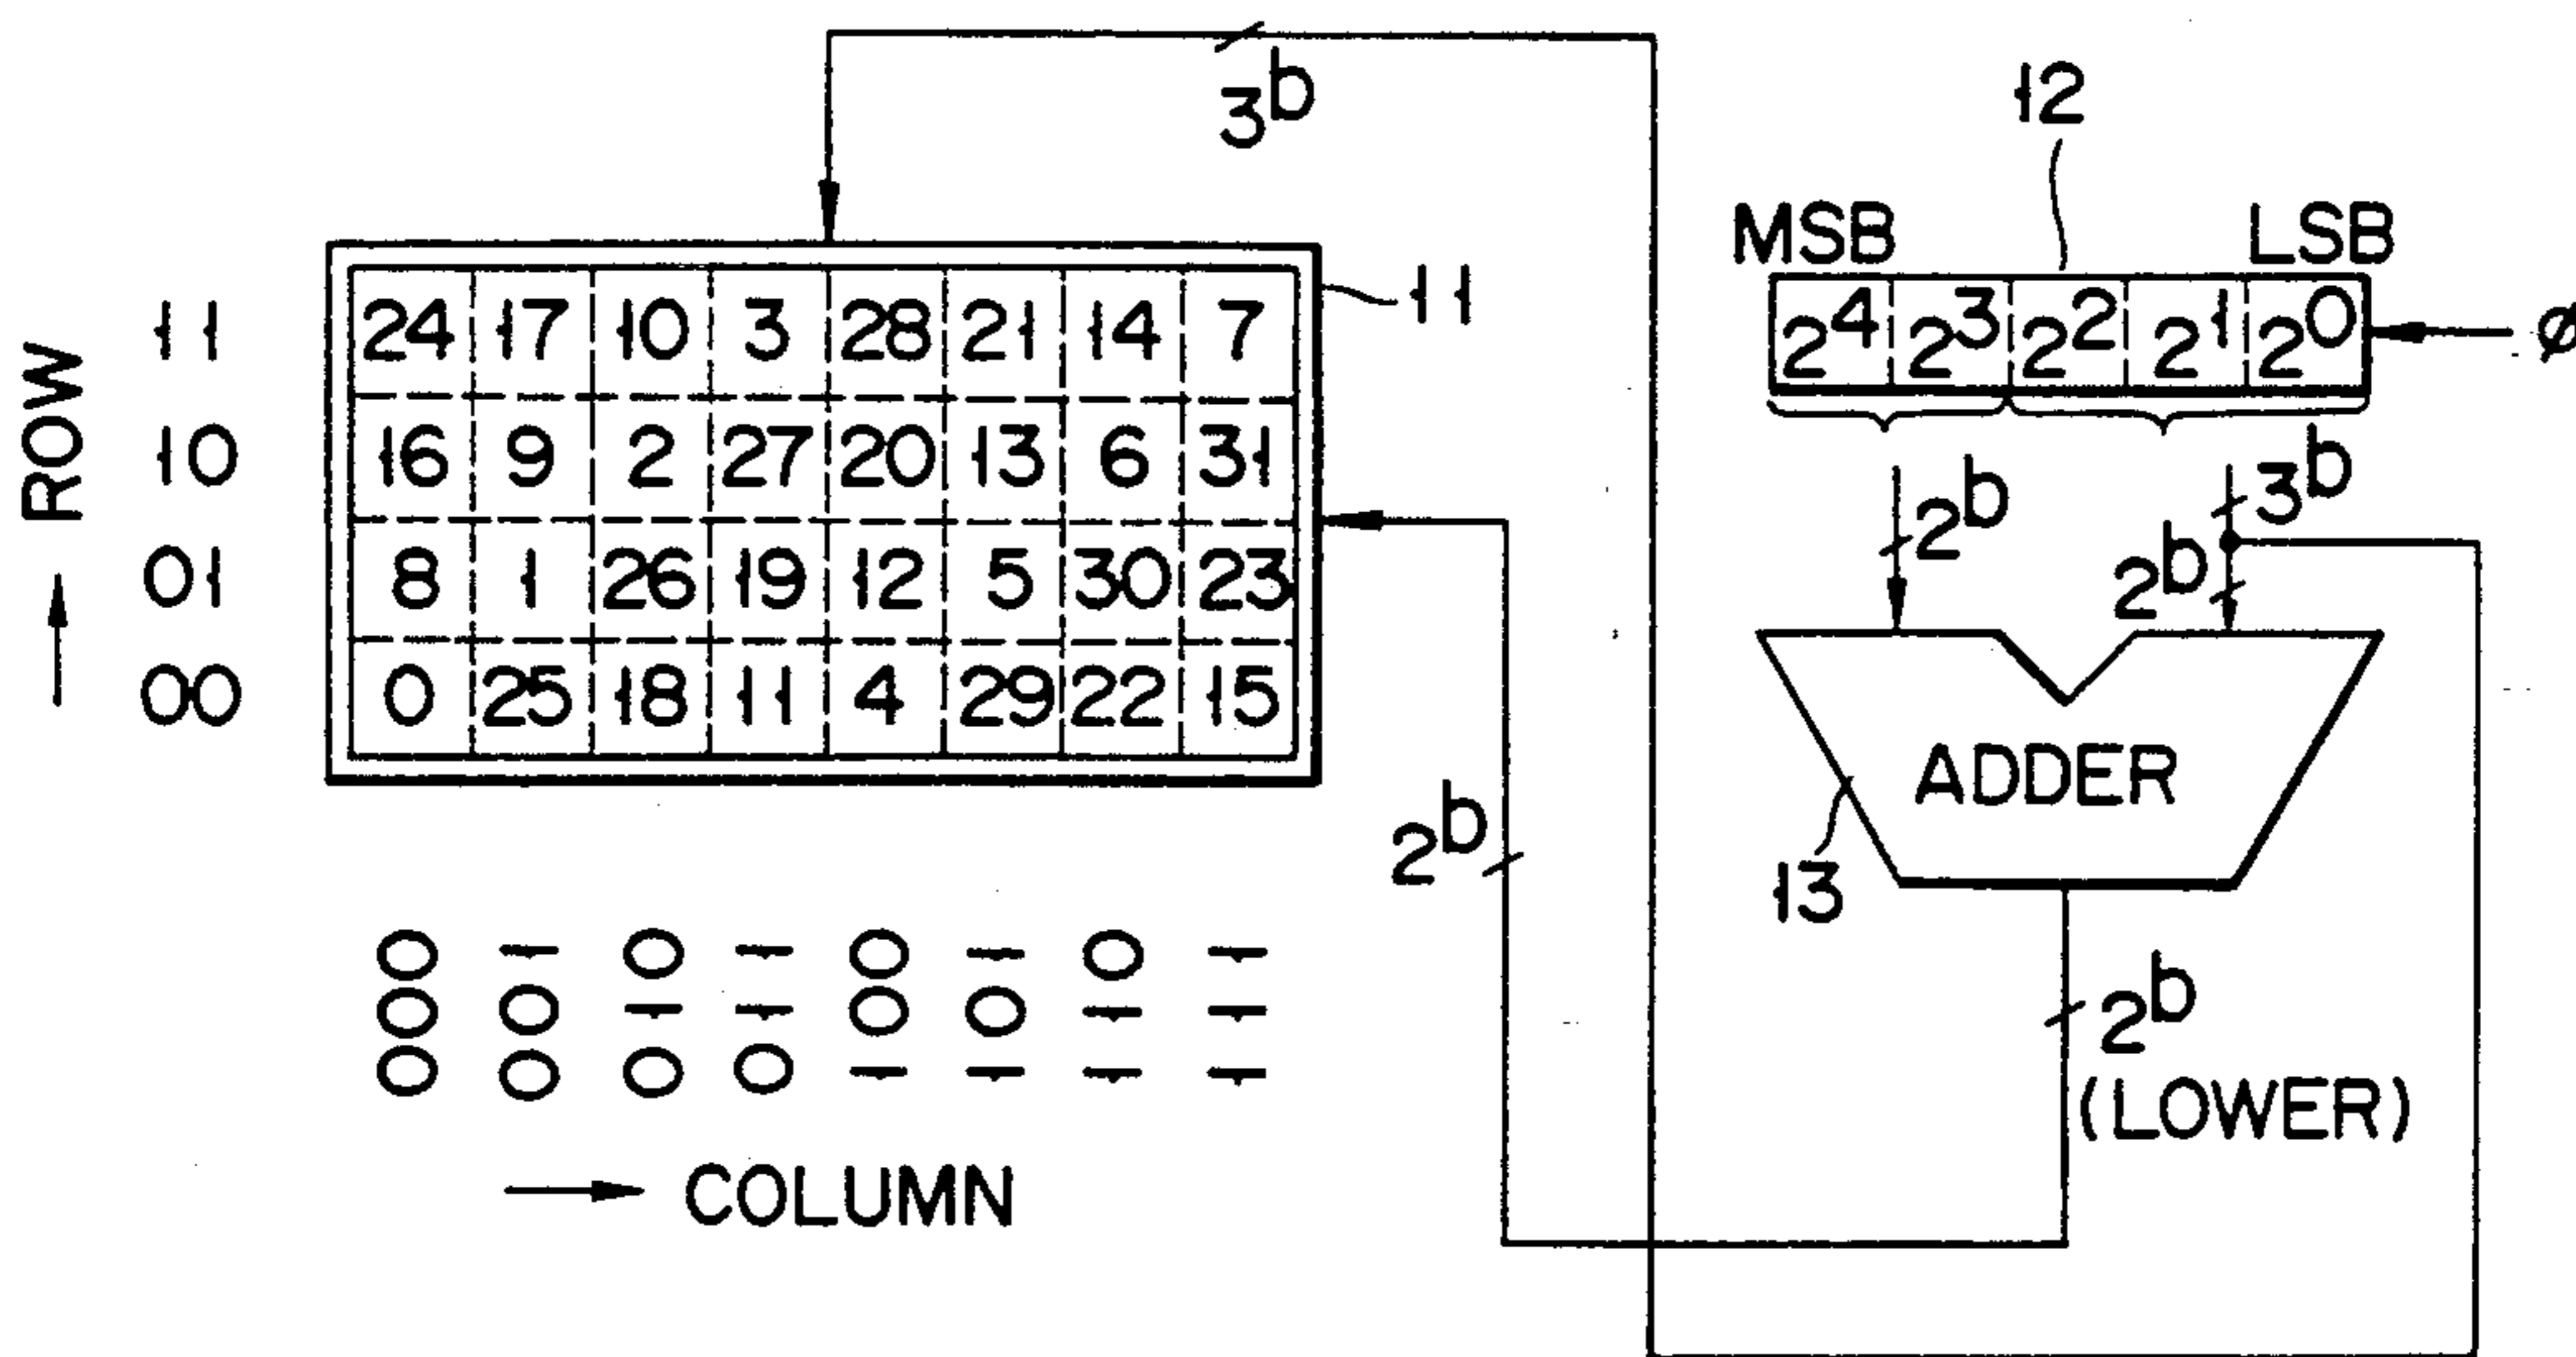 3b
12
MSB LSB
2^4 2^3 2^2 2^1 2^0 ø
11
ROW
11 24 17 10 3 28 21 14 7
10 16 9 2 27 20 13 6 31
01 8 1 26 19 12 5 30 23
00 0 25 18 11 4 29 22 15
2b 3b
2b
ADDER
13
2b
2b
(LOWER)
0 1 0 1 0 1 0 1
0 0 1 1 0 0 1 1
0 0 0 0 1 1 1 1
COLUMN